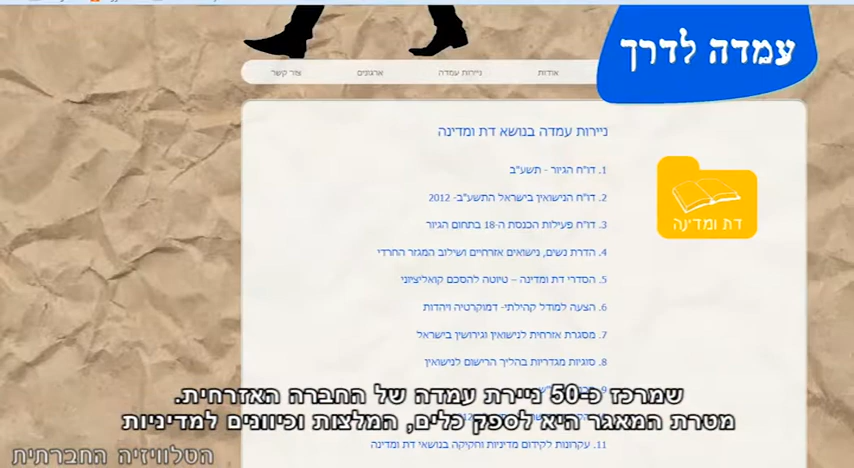 עמדה לדרך
אודות
ניירות עמדה
ארגונים
צור קשר
ניירות עמדה בנושא דת ומדינה
1. דו"ח הגיור - תשע"ב
2. דו"ח הנישואין בישראל התשע"ב- 2012
3. דו"ח פעילות הכנסת ה-18 בתחום הגיור
4. הדרת נשים, נישואים אזרחיים ושילוב המגזר החרדי
5. הסדרי דת ומדינה – טיוטה להסכם קואליציוני
6. הצעה למודל קהילתי- דמוקרטיה ויהדות
7. מסגרת אזרחית לנישואין וגירושין בישראל
8. סוגיות מגדריות בהליך הרישום לנישואין
9.
11. עקרונות לקידום מדיניות וחקיקה בנושאי דת ומדינה
דת ומדינה
שמרכז כ-50 ניירת עמדה של החברה האזרחית.
מטרת המאגר היא לספק כלים, המלצות וכיוונים למדיניות
הטלוויזיה החברתית